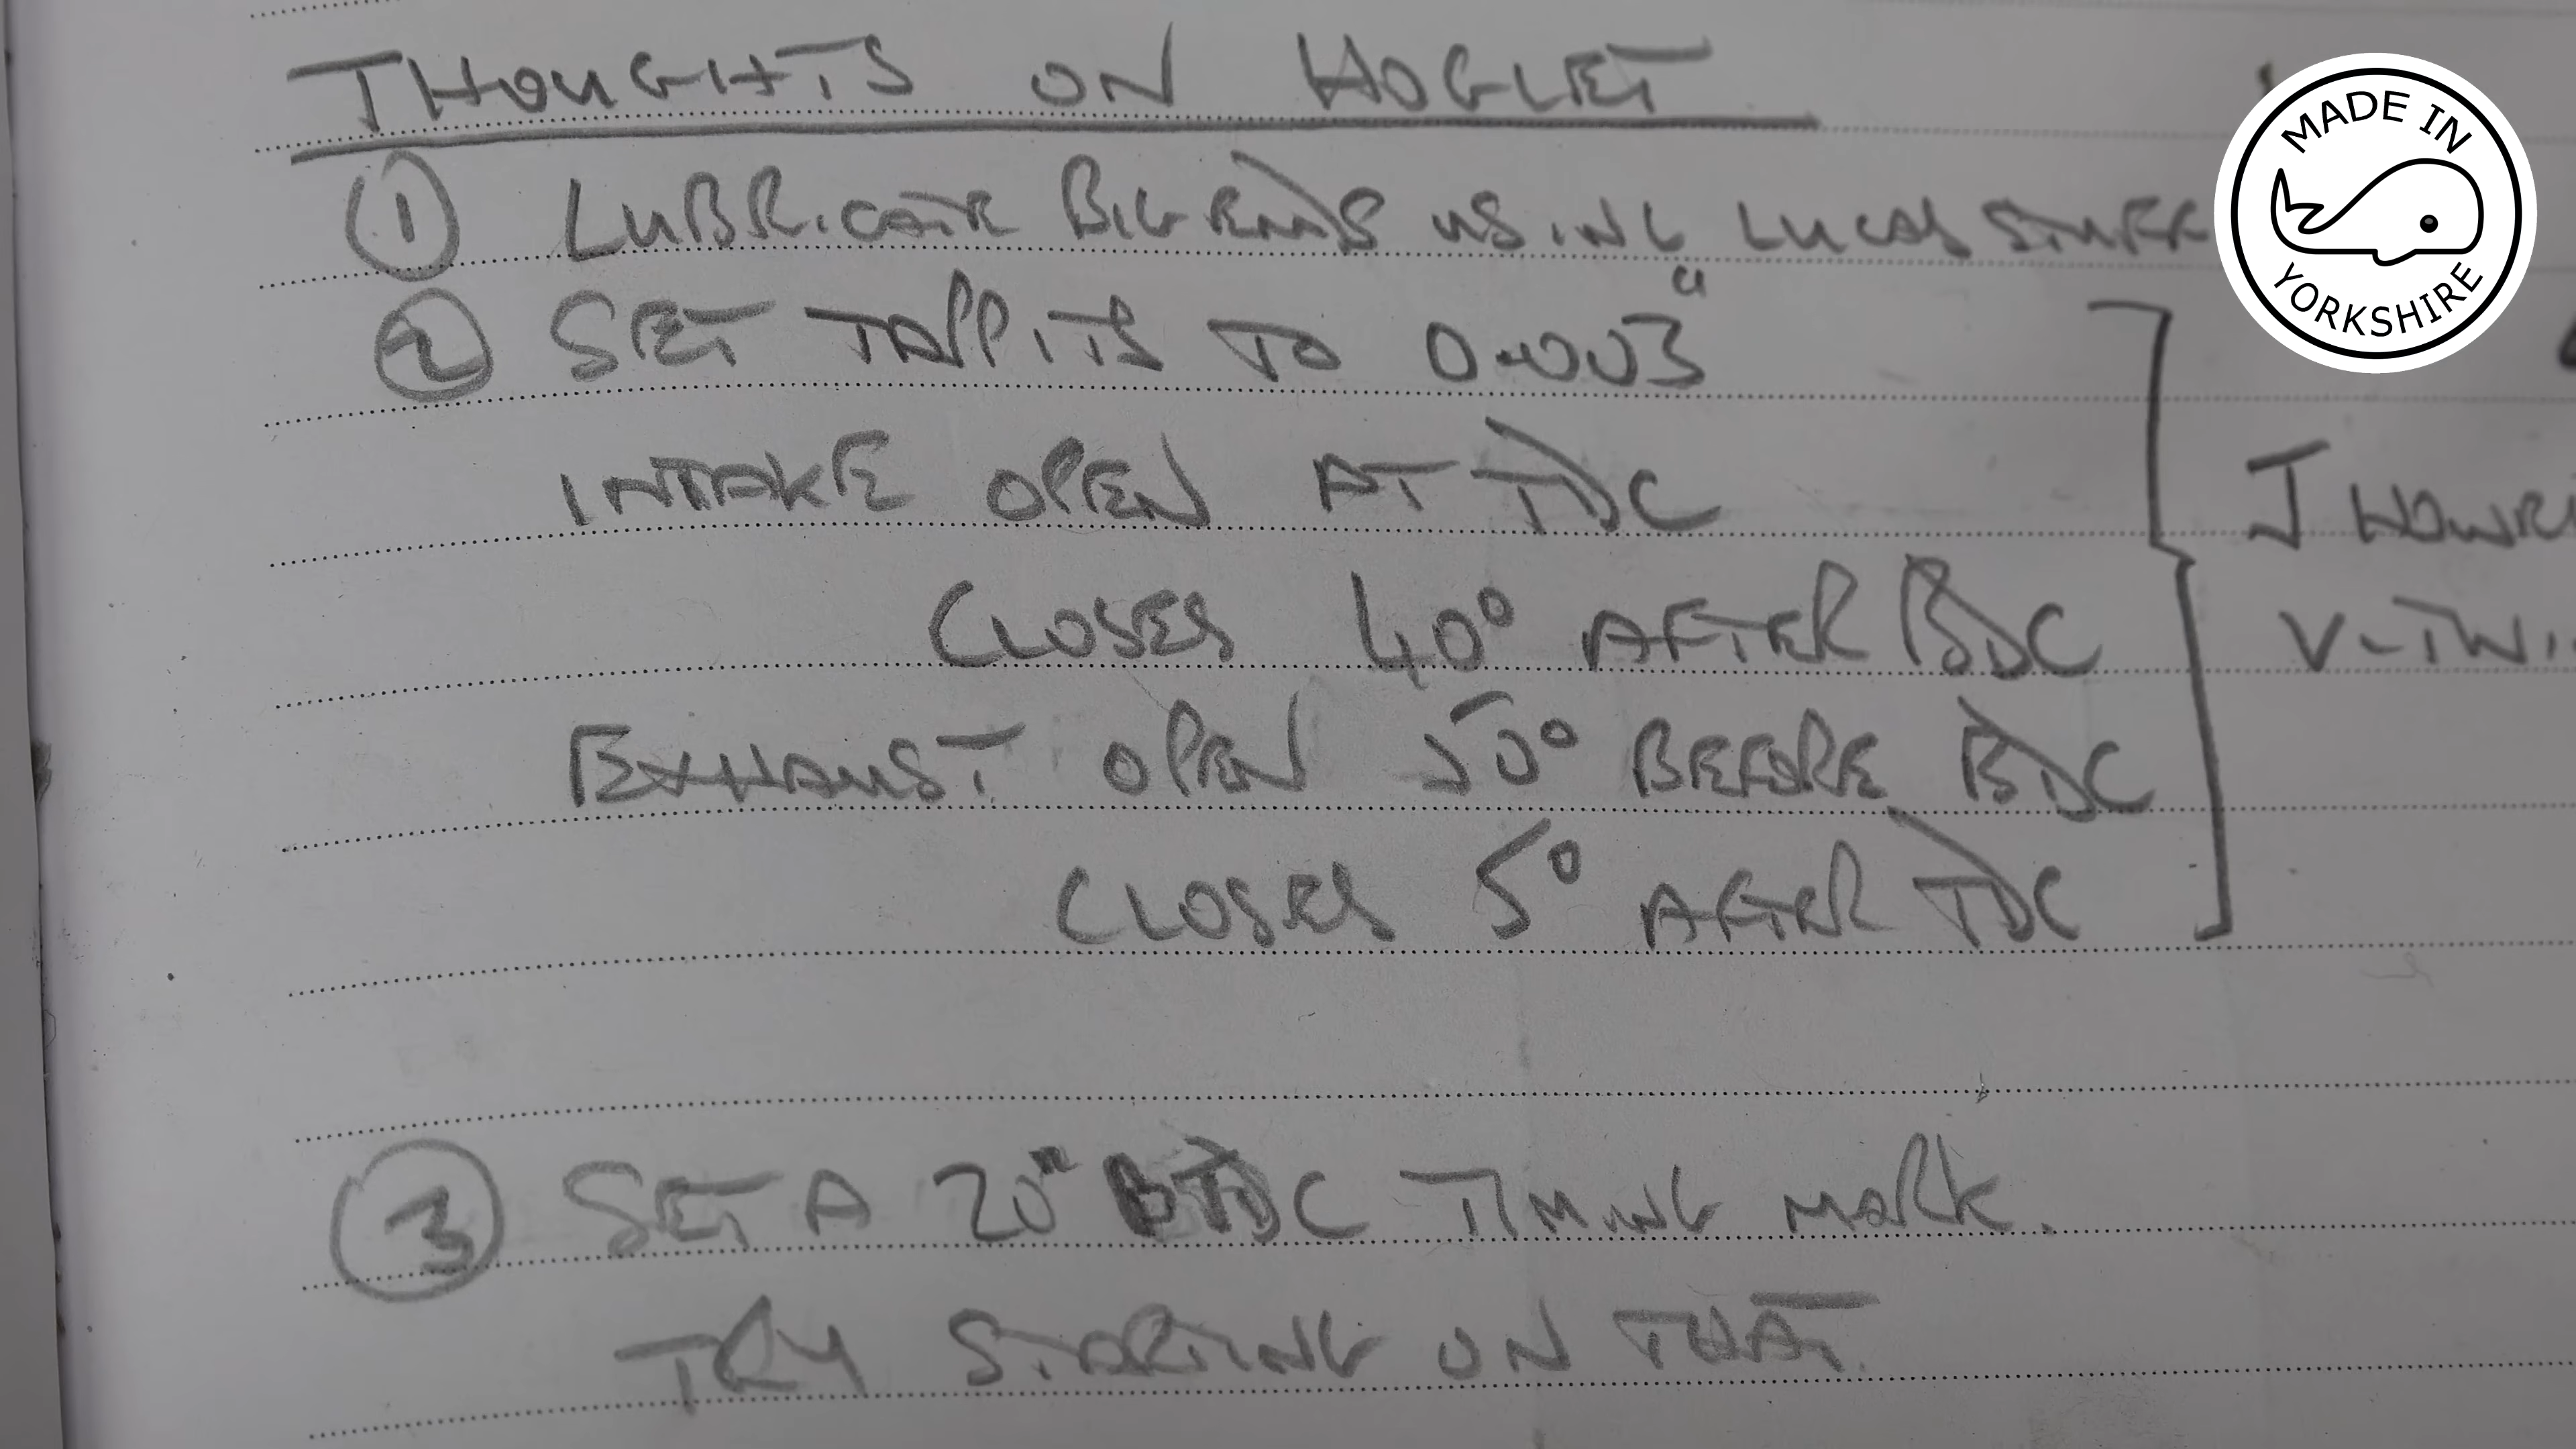 THOUGHTS ON HOGLET
① LUBRICATE BIG ENDS USING LUCAS STUFF
② SET TAPPITS TO 0.003"
INTAKE OPEN AT TDC
CLOSES 40° AFTER BDC
EXHAUST OPEN 50° BEFORE BDC
CLOSES 5° AFTER TDC
J HOWE
V-TWI
③ SET A 20° BTDC TIMING MARK.
TRY STARTING ON THAT.
MADE IN
YORKSHIRE